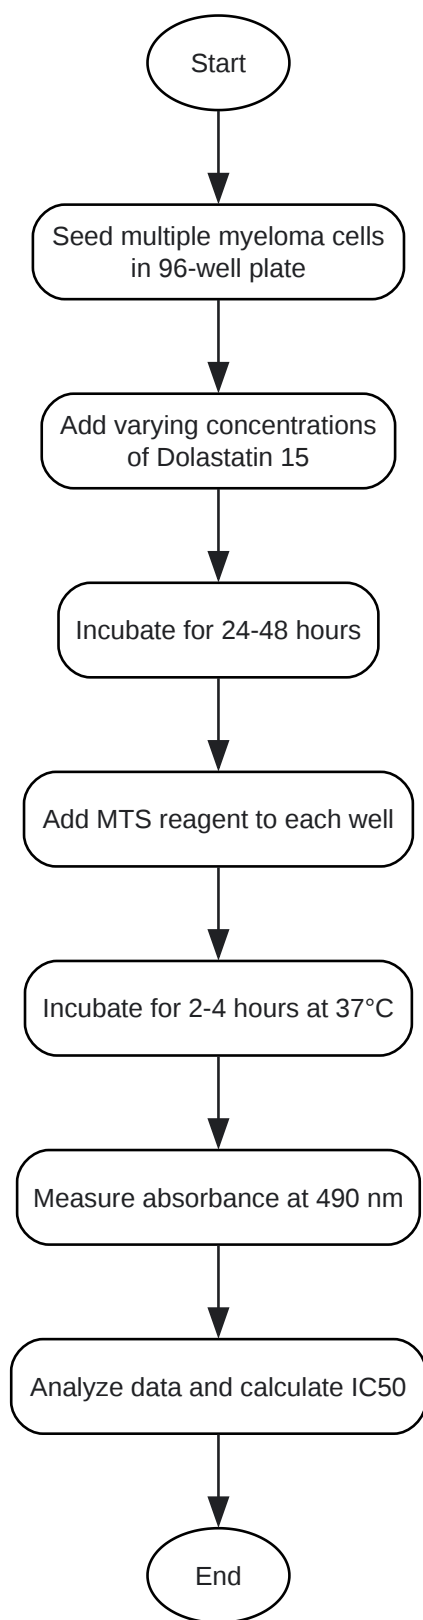 Start
Seed multiple myeloma cells
in 96-well plate
Add varying concentrations
of Dolastatin 15
Incubate for 24-48 hours
Add MTS reagent to each well
Incubate for 2-4 hours at 37°C
Measure absorbance at 490 nm
Analyze data and calculate IC50
End